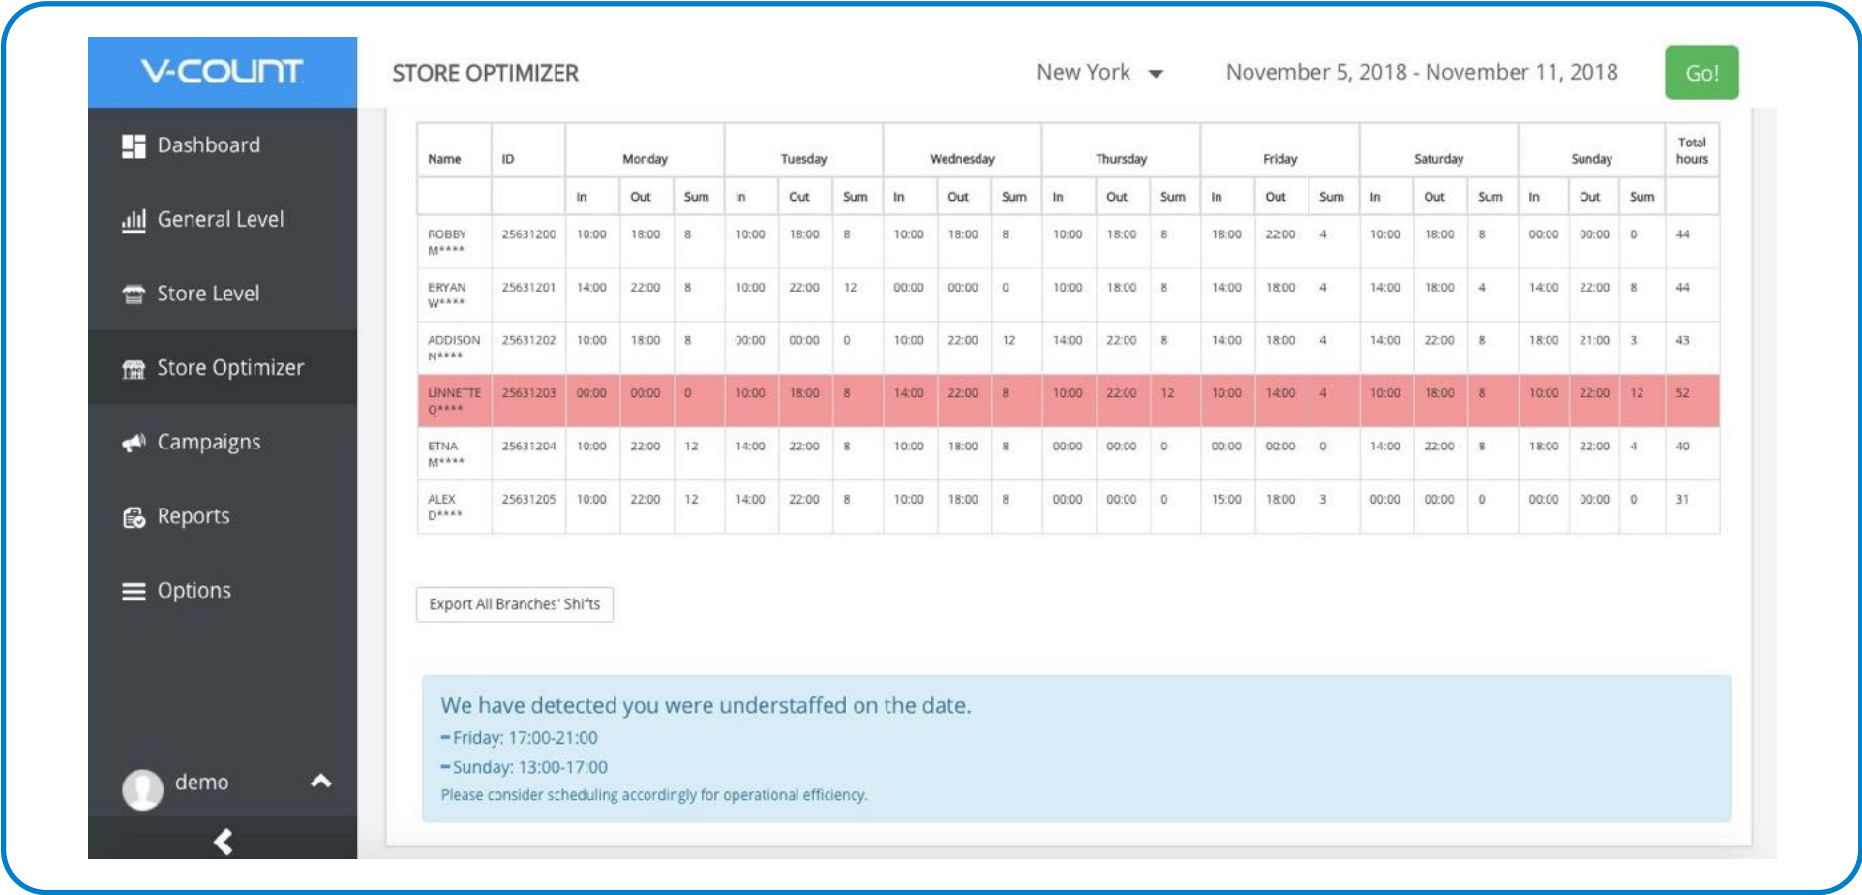 V-COUNT
STORE OPTIMIZER
New York
November 5, 2018 - November 11, 2018
Go!
Dashboard
General Level
Store Level
Store Optimizer
Campaigns
Reports
Options
demo
Name ID Monday Tuesday Wednesday Thursday Friday Saturday Sunday Total hours
In Out Sum In Out Sum In Out Sum In Out Sum In Out Sum In Out Sum In Out Sum
25631200 10:00 18:00 8 10:00 18:00 8 10:00 18:00 8 10:00 18:00 8 18:00 22:00 4 10:00 18:00 8 00:00 00:00 0 44
M****
ERYAN 25631201 14:00 22:00 8 10:00 22:00 12 00:00 00:00 0 10:00 18:00 8 14:00 18:00 4 14:00 18:00 4 14:00 22:00 8 44
W****
ADDISON 25631202 10:00 18:00 8 00:00 00:00 0 10:00 22:00 12 14:00 22:00 8 14:00 18:00 4 14:00 22:00 8 18:00 21:00 3 43
N****
LINNETTE 25631203 00:00 00:00 0 10:00 18:00 8 14:00 22:00 8 10:00 22:00 12 10:00 14:00 4 10:00 18:00 8 10:00 22:00 12 52
O****
ETNA 25631204 10:00 22:00 12 14:00 22:00 8 10:00 18:00 8 00:00 00:00 0 00:00 00:00 0 14:00 22:00 8 18:00 22:00 4 40
M****
ALEX 25631205 10:00 22:00 12 14:00 22:00 8 10:00 18:00 8 00:00 00:00 0 15:00 18:00 3 00:00 00:00 0 00:00 00:00 0 31
D****
Export All Branches' Shifts
We have detected you were understaffed on the date.
Friday: 17:00-21:00
Sunday: 13:00-17:00
Please consider scheduling accordingly for operational efficiency.